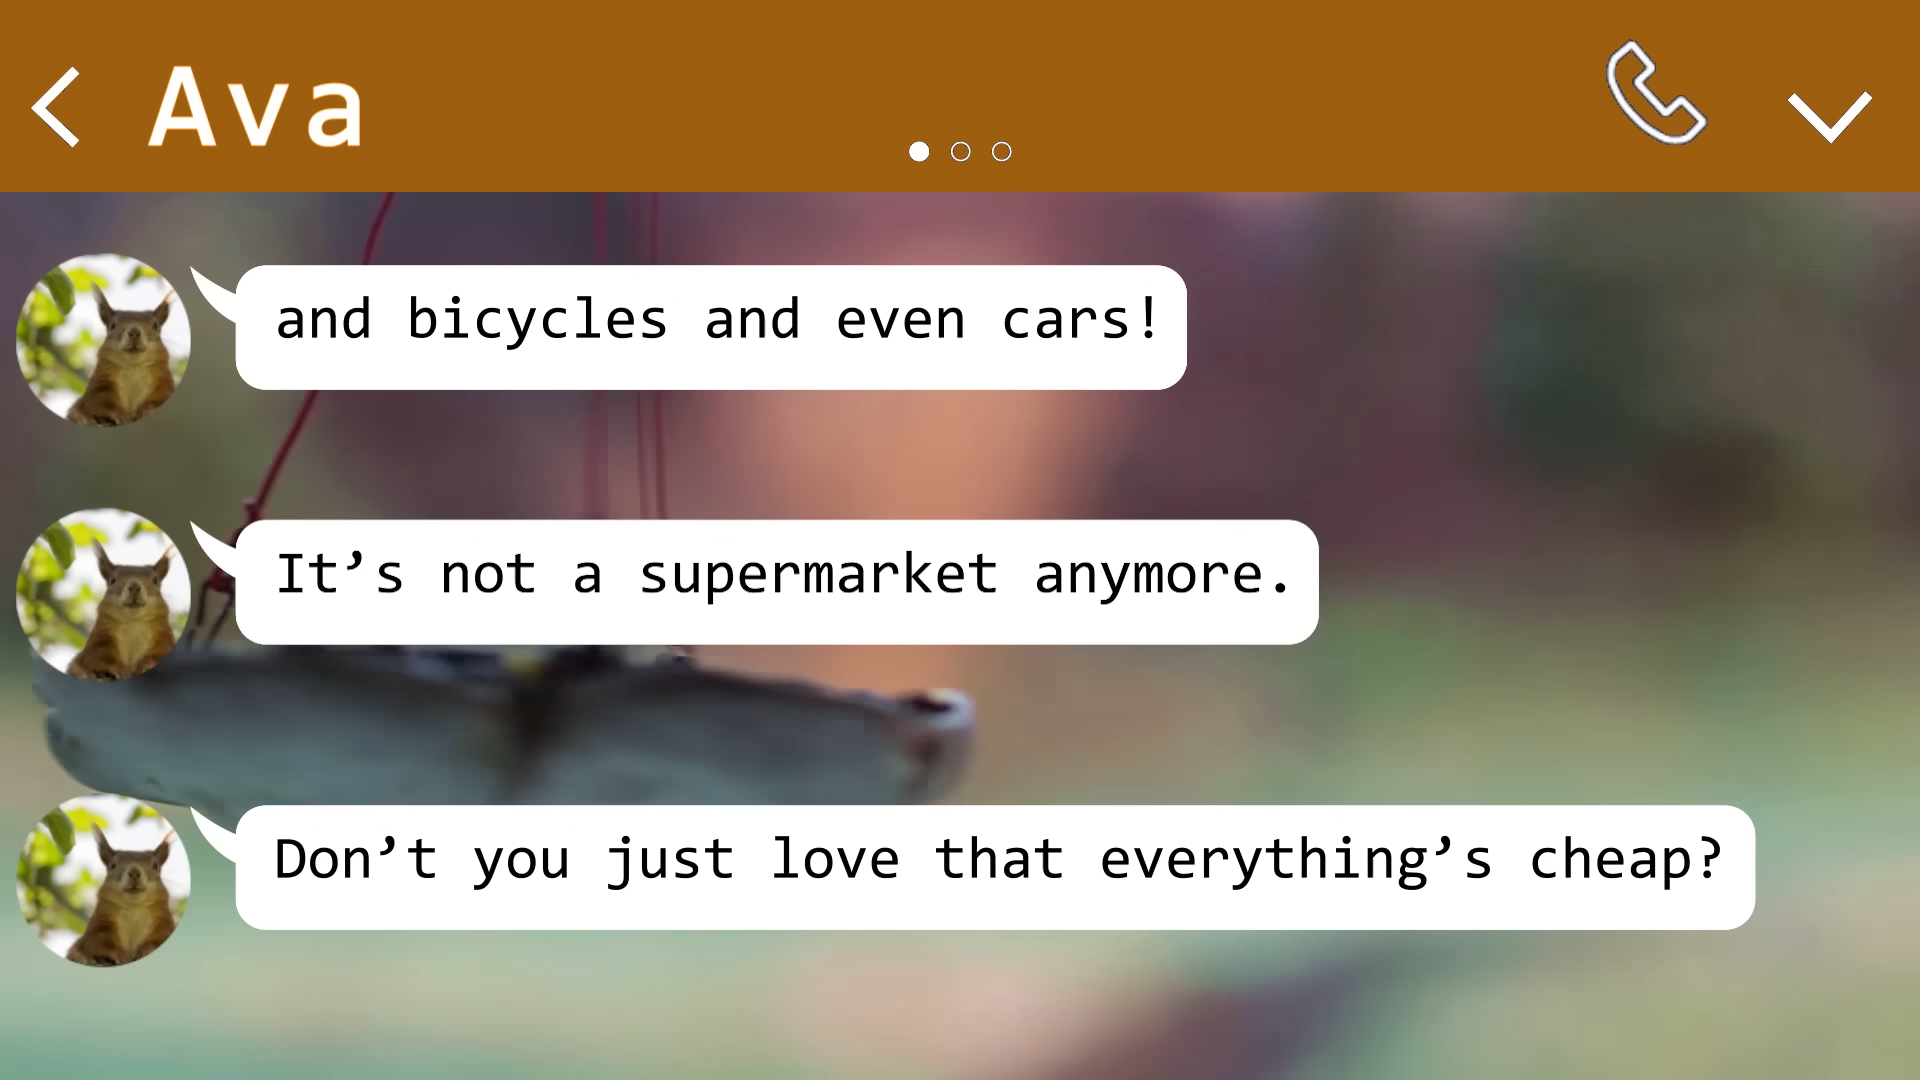 Ava
and bicycles and even cars!
It’s not a supermarket anymore.
Don’t you just love that everything’s cheap?